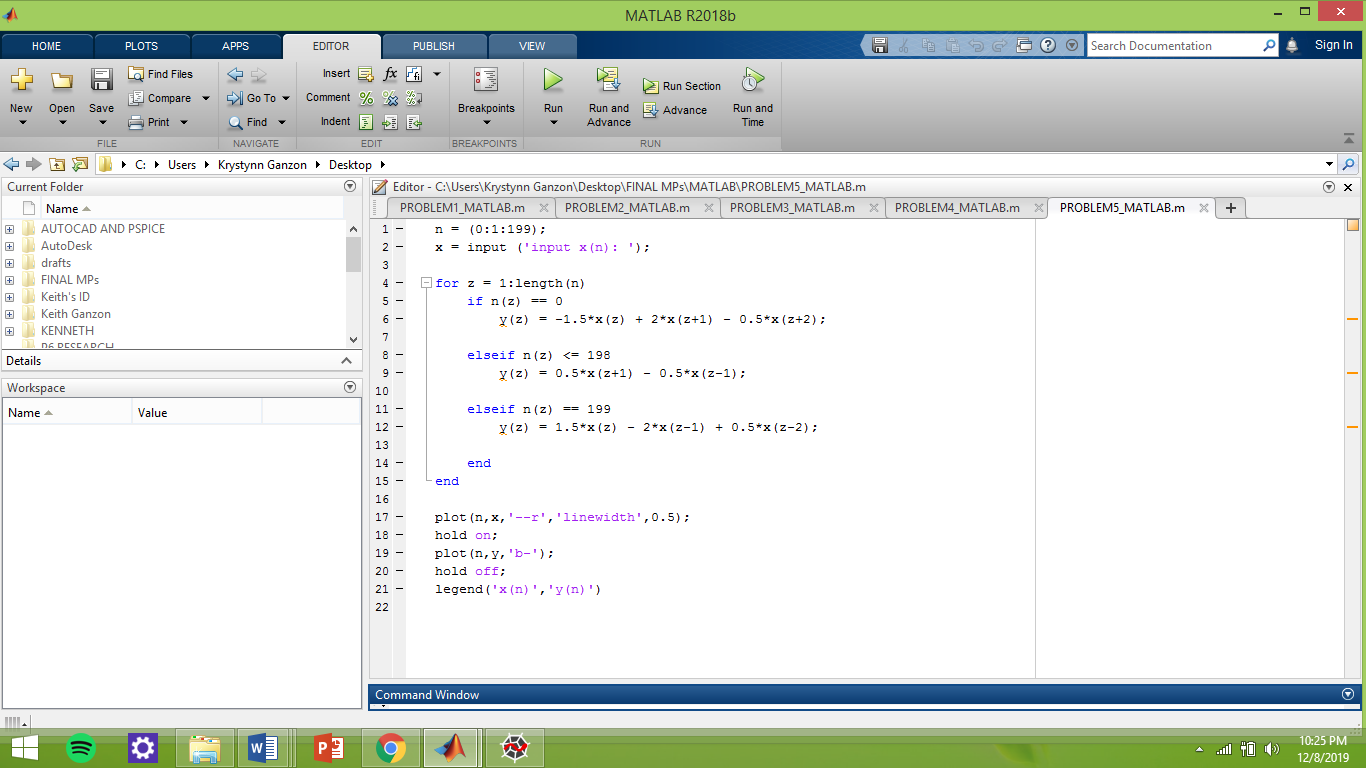 MATLAB R2018b
HOME PLOTS APPS EDITOR PUBLISH VIEW Search Documentation Sign In
New Open Save Find Files Compare Print
Go To Find
Insert fx
Comment
Indent
Breakpoints Run Run and Advance Run Section Advance Run and Time
FILE NAVIGATE EDIT BREAKPOINTS RUN
C: Users Krystynn Ganzon Desktop
Current Folder
Name
AUTOCAD AND PSPICE
AutoDesk
drafts
FINAL MPs
Keith's ID
Keith Ganzon
KENNETH
Details
Workspace
Name Value
Editor - C:\Users\Krystynn Ganzon\Desktop\FINAL MPs\MATLAB\PROBLEM5_MATLAB.m
PROBLEM1_MATLAB.m PROBLEM2_MATLAB.m PROBLEM3_MATLAB.m PROBLEM4_MATLAB.m PROBLEM5_MATLAB.m
1 n = (0:1:199);
2 x = input ('input x(n): ');
3
4 for z = 1:length(n)
5 if n(z) == 0
6 y(z) = -1.5*x(z) + 2*x(z+1) - 0.5*x(z+2);
7
8 elseif n(z) <= 198
9 y(z) = 0.5*x(z+1) - 0.5*x(z-1);
10
11 elseif n(z) == 199
12 y(z) = 1.5*x(z) - 2*x(z-1) + 0.5*x(z-2);
13
14 end
15 end
16
17 plot(n,x,'--r','linewidth',0.5);
18 hold on;
19 plot(n,y,'b-');
20 hold off;
21 legend('x(n)','y(n)')
22
Command Window
10:25 PM
12/8/2019